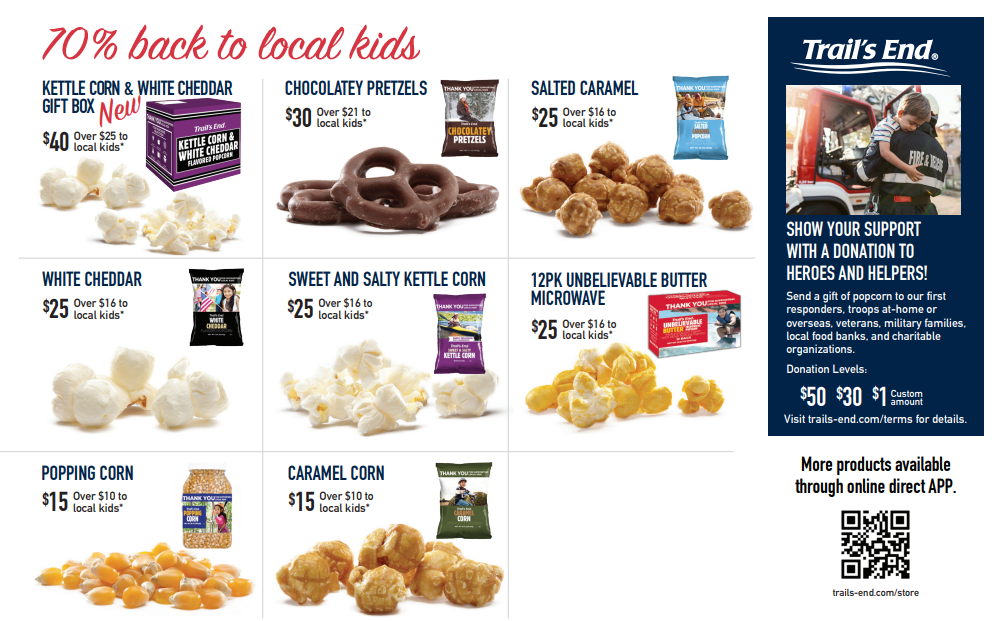 70% back to local kids
KETTLE CORN & WHITE CHEDDAR
GIFT BOX New
$40 Over $25 to
local kids*
Trail's End
KETTLE CORN &
WHITE CHEDDAR
FLAVORED POPCORN
CHOCOLATEY PRETZELS
$30 Over $21 to
local kids*
THANK YOU
Trail's End
CHOCOLATEY
PRETZELS
SALTED CARAMEL
$25 Over $16 to
local kids*
THANK YOU
Trail's End
SALTED
POPCORN
WHITE CHEDDAR
$25 Over $16 to
local kids*
THANK YOU
Trail's End
WHITE
CHEDDAR
SWEET AND SALTY KETTLE CORN
$25 Over $16 to
local kids*
THANK YOU
Trail's End
SWEET & SALTY
KETTLE CORN
12PK UNBELIEVABLE BUTTER
MICROWAVE
$25 Over $16 to
local kids*
THANK YOU
Trail's End
UNBELIEVABLE
BUTTER
POPPING CORN
$15 Over $10 to
local kids*
THANK YOU
Trail's End
POPPING
CORN
CARAMEL CORN
$15 Over $10 to
local kids*
THANK YOU
Trail's End
CARAMEL
CORN
Trail's End®
FIRE &
SHOW YOUR SUPPORT
WITH A DONATION TO
HEROES AND HELPERS!
Send a gift of popcorn to our first
responders, troops at-home or
overseas, veterans, military families,
local food banks, and charitable
organizations.
Donation Levels:
$50 $30 $1 Custom
amount
Visit trails-end.com/terms for details.
More products available
through online direct APP.
trails-end.com/store